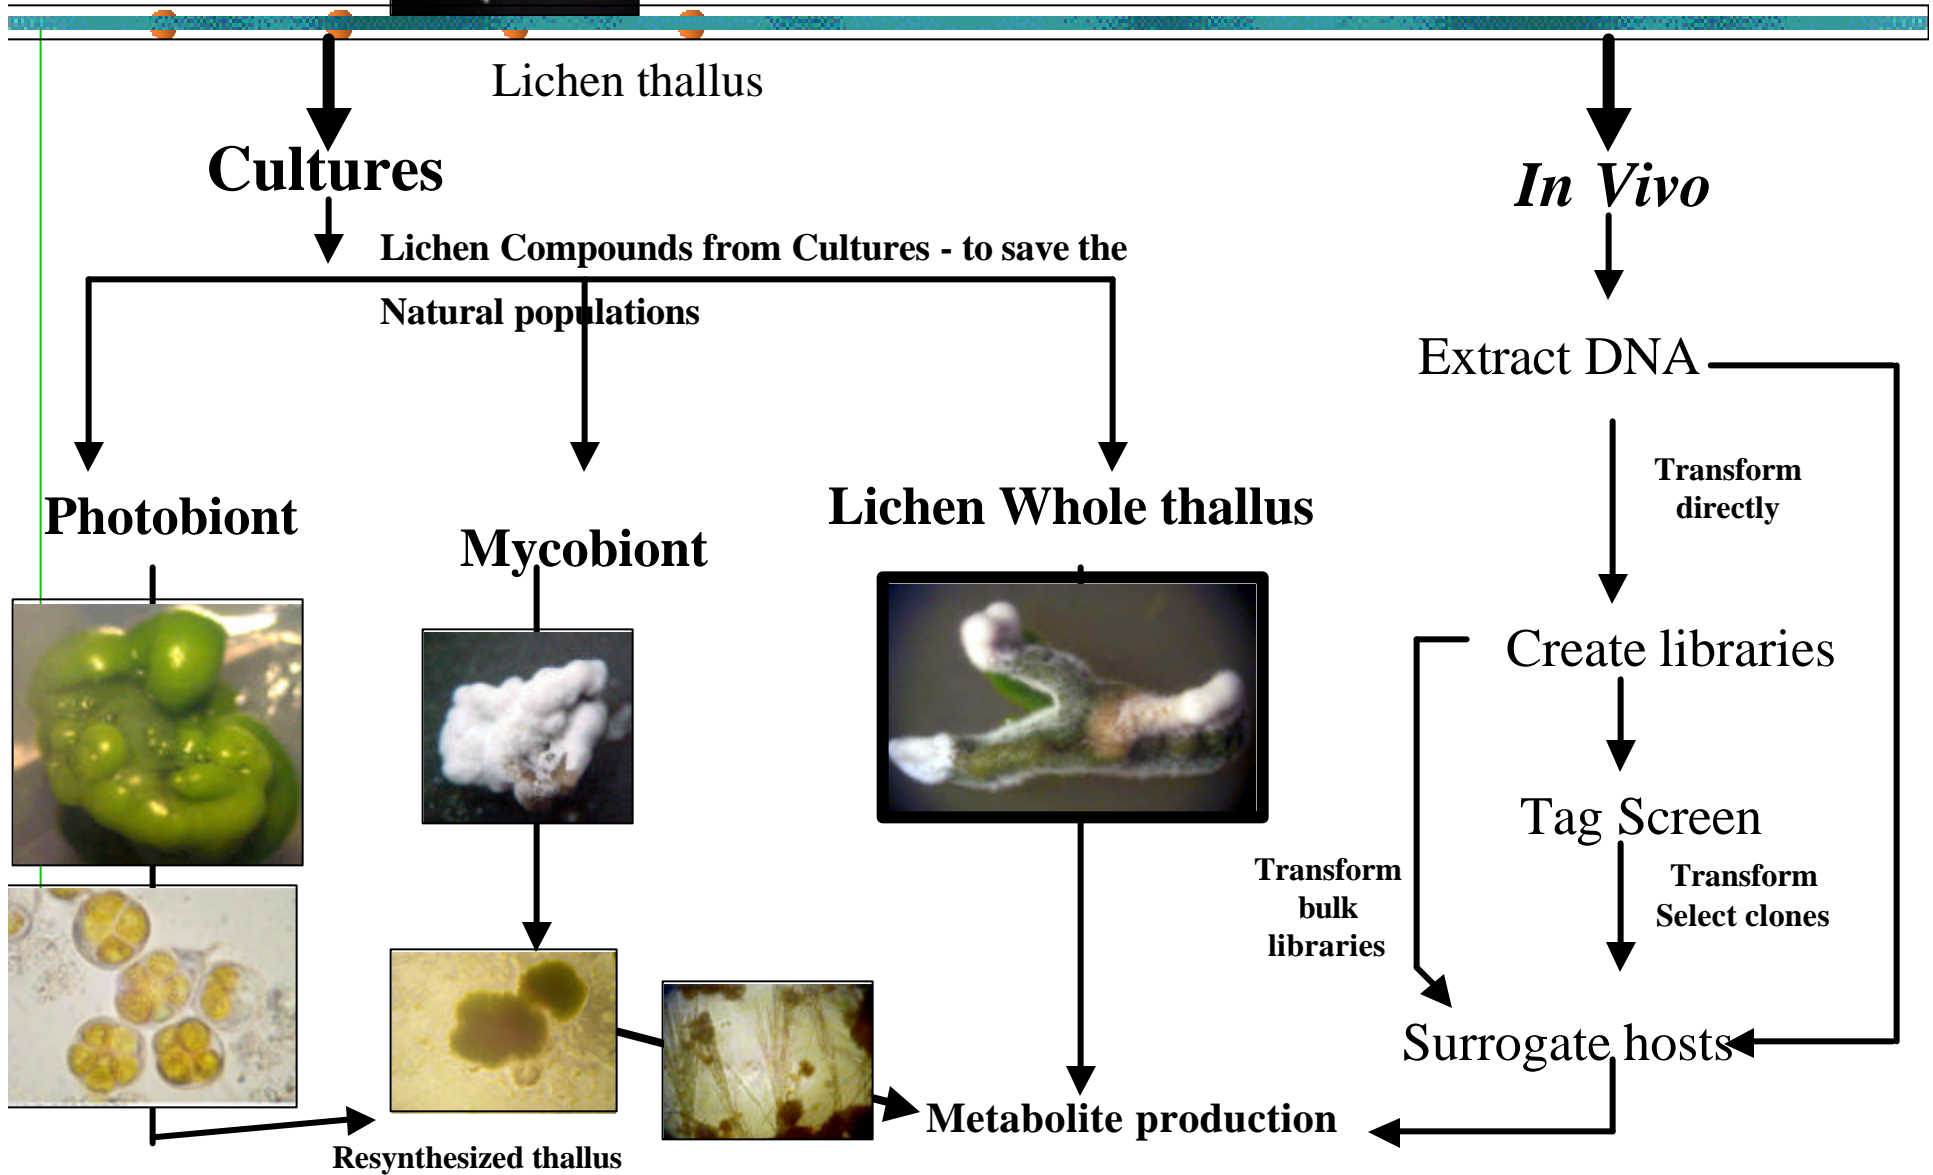 Lichen thallus
Cultures
In Vivo
Lichen Compounds from Cultures - to save the
Natural populations
Extract DNA
Transform
directly
Photobiont
Mycobiont
Lichen Whole thallus
Create libraries
Tag Screen
Transform
bulk
libraries
Transform
Select clones
Surrogate hosts
Metabolite production
Resynthesized thallus